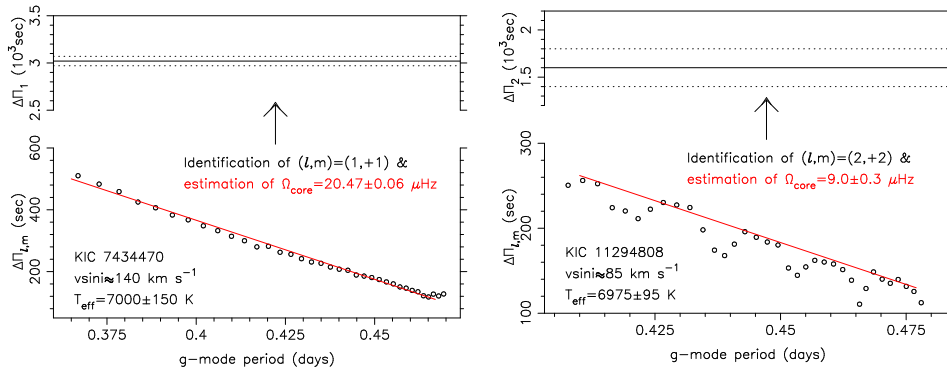 ΔΠ₁ (10³sec)
3.5
3
2.5
Identification of (l,m)=(1,+1) &
estimation of Ωcore=20.47±0.06 μHz
ΔΠl,m (sec)
600
400
200
KIC 7434470
vsini≈140 km s⁻¹
Teff=7000±150 K
0.375
0.4
0.425
0.45
g-mode period (days)
ΔΠ₂ (10³sec)
2
1.5
Identification of (l,m)=(2,+2) &
estimation of Ωcore=9.0±0.3 μHz
ΔΠl,m (sec)
300
200
100
KIC 11294808
vsini≈85 km s⁻¹
Teff=6975±95 K
0.425
0.45
0.475
g-mode period (days)